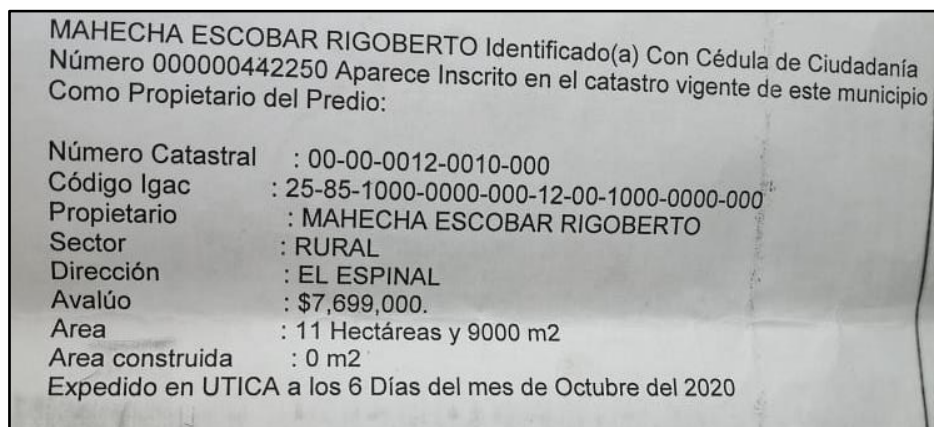 MAHECHA ESCOBAR RIGOBERTO Identificado(a) Con Cédula de Ciudadanía
Número 000000442250 Aparece Inscrito en el catastro vigente de este municipio
Como Propietario del Predio:
Número Catastral : 00-00-0012-0010-000
Código Igac : 25-85-1000-0000-000-12-00-1000-0000-000
Propietario : MAHECHA ESCOBAR RIGOBERTO
Sector : RURAL
Dirección : EL ESPINAL
Avalúo : $7,699,000.
Area : 11 Hectáreas y 9000 m2
Area construida : 0 m2
Expedido en UTICA a los 6 Días del mes de Octubre del 2020